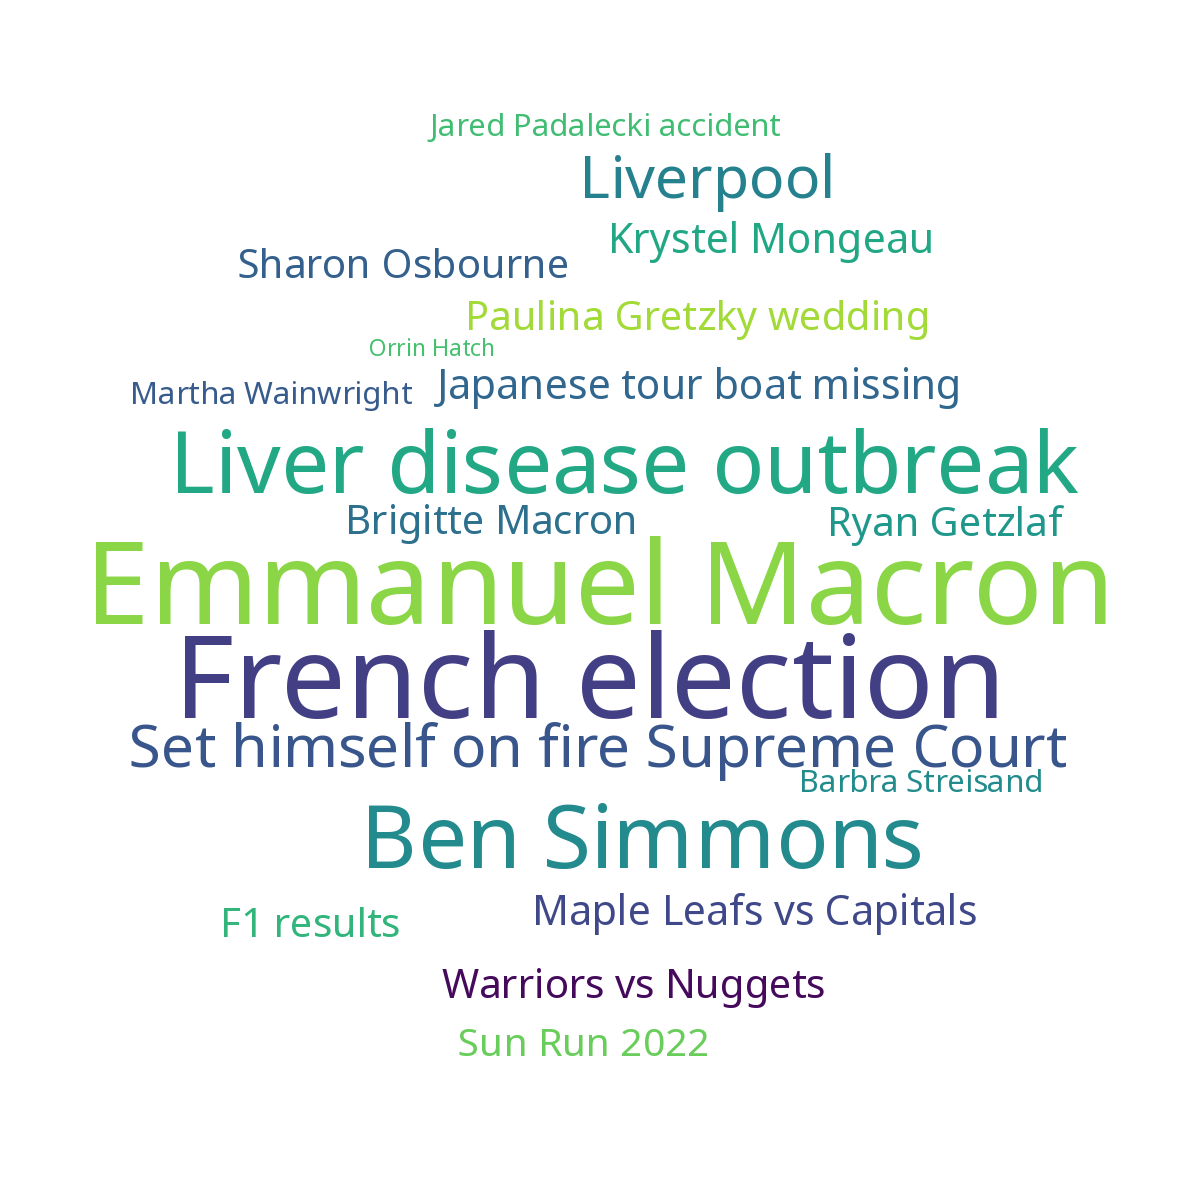 Jared Padalecki accident
Liverpool
Krystel Mongeau
Sharon Osbourne
Paulina Gretzky wedding
Orrin Hatch
Martha Wainwright
Japanese tour boat missing
Liver disease outbreak
Brigitte Macron
Ryan Getzlaf
Emmanuel Macron
French election
Set himself on fire Supreme Court
Barbra Streisand
Ben Simmons
Maple Leafs vs Capitals
F1 results
Warriors vs Nuggets
Sun Run 2022